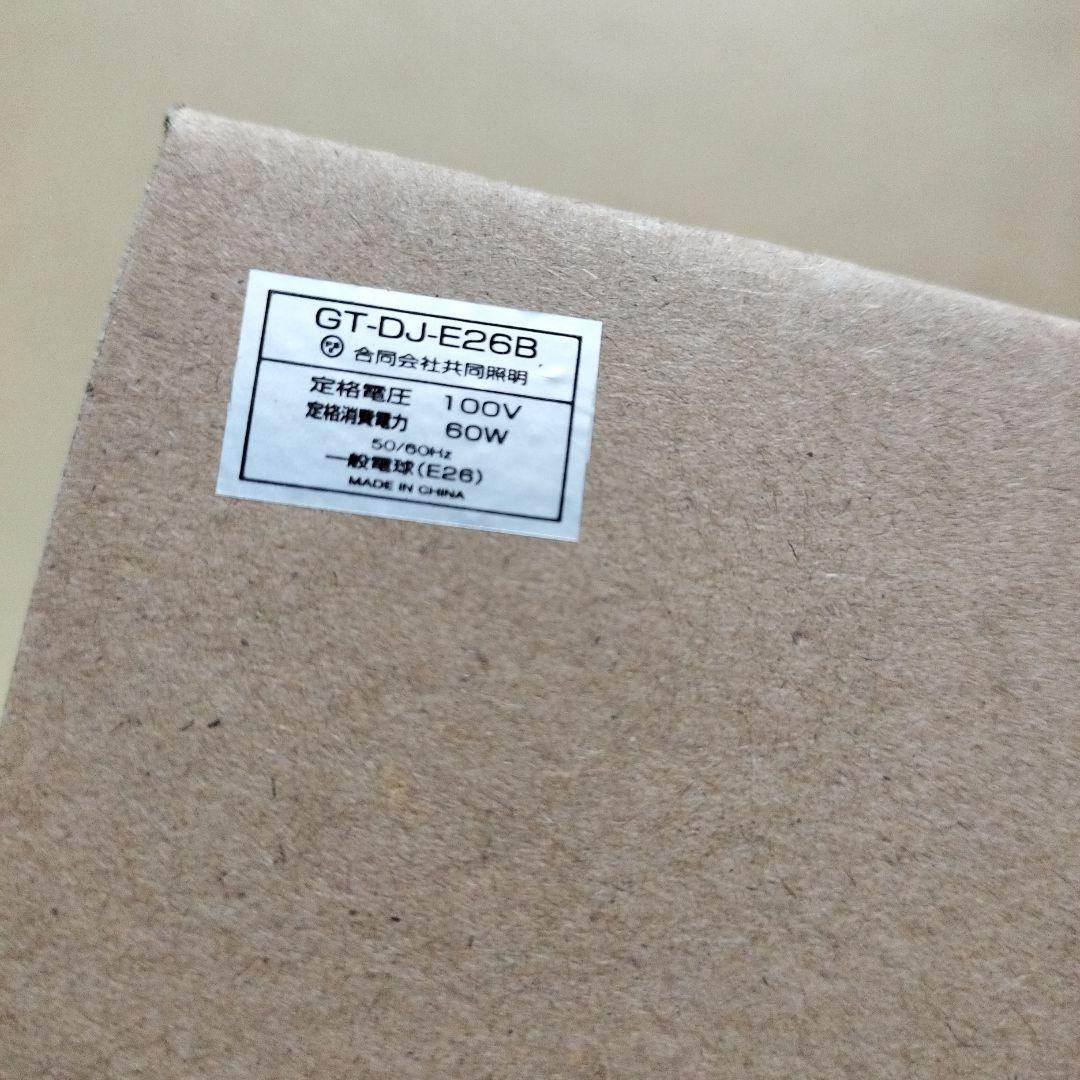 GT-DJ-E26B
合同会社共同照明
定格電圧 100V
定格消費電力 60W
50/60Hz
一般電球(E26)
MADE IN CHINA